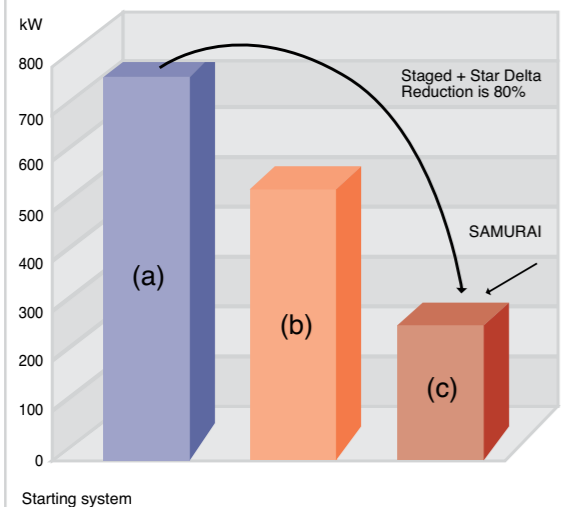 kW
800
700
600
500
400
300
200
100
0
Staged + Star Delta
Reduction is 80%
SAMURAI
(a)
(b)
(c)
Starting system